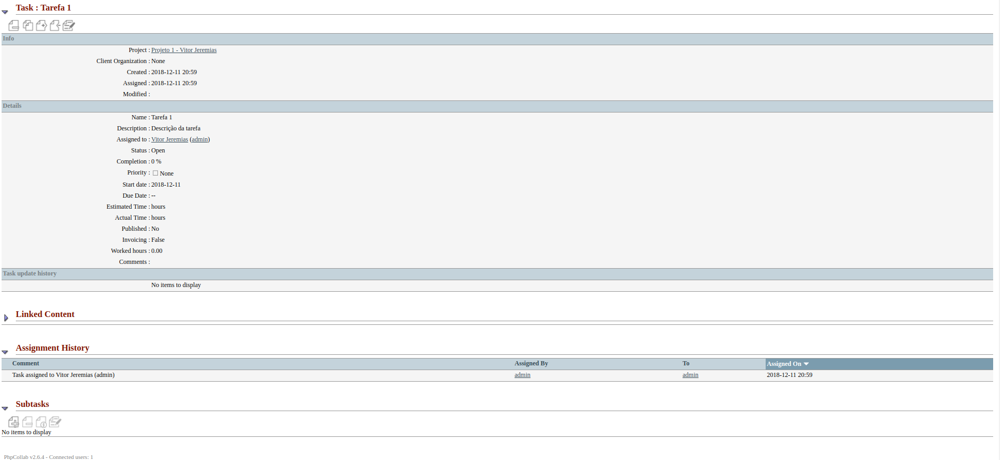 Task : Tarefa 1
Info
Project : Projeto 1 - Vitor Jeremias
Client Organization : None
Created : 2018-12-11 20:59
Assigned : 2018-12-11 20:59
Modified :
Details
Name : Tarefa 1
Description : Descrição da tarefa
Assigned to : Vitor Jeremias (admin)
Status : Open
Completion : 0 %
Priority : None
Start date : 2018-12-11
Due Date : --
Estimated Time : hours
Actual Time : hours
Published : No
Invoicing : False
Worked hours : 0.00
Comments :
Task update history
No items to display
Linked Content
Assignment History
Comment Assigned By To Assigned On
Task assigned to Vitor Jeremias (admin) admin admin 2018-12-11 20:59
Subtasks
No items to display
PhpCollab v2.6.4 - Connected users: 1